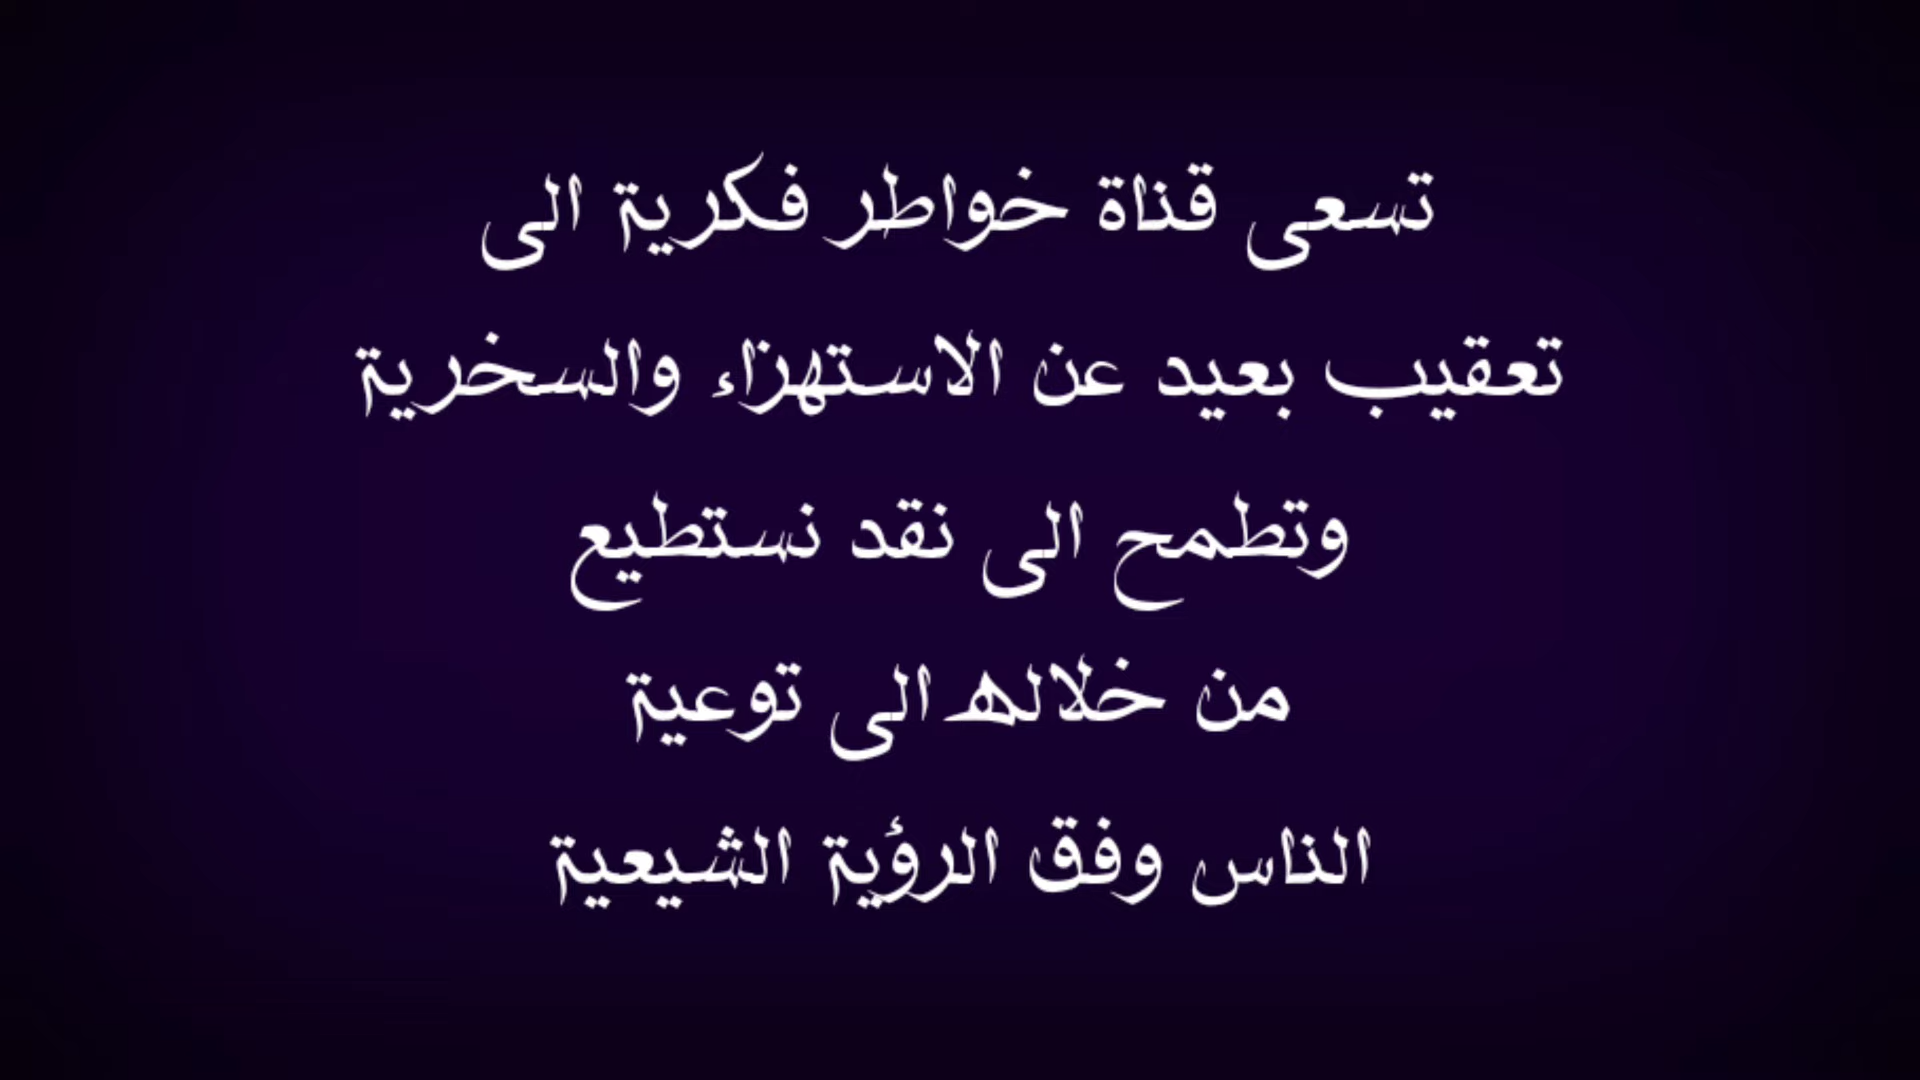 تسعى قناة خواطر فكرية الى
تعقيب بعيد عن الاستهزاء والسخرية
وتطمح الى نقد نستطيع
من خلاله الى توعية
الناس وفق الرؤية الشيعية